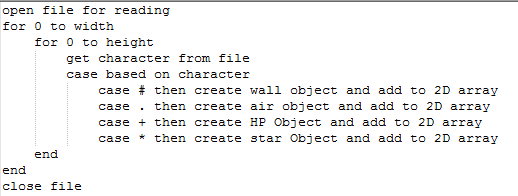 open file for reading
for 0 to width
    for 0 to height
        get character from file
        case based on character
            case # then create wall object and add to 2D array
            case . then create air object and add to 2D array
            case + then create HP Object and add to 2D array
            case * then create star Object and add to 2D array
    end
end
close file